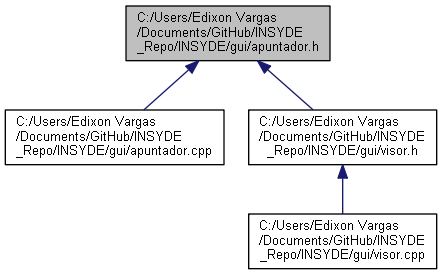 C:/Users/Edixon Vargas
/Documents/GitHub/INSYDE
_Repo/INSYDE/gui/apuntador.h
C:/Users/Edixon Vargas
/Documents/GitHub/INSYDE
_Repo/INSYDE/gui/apuntador.cpp
C:/Users/Edixon Vargas
/Documents/GitHub/INSYDE
_Repo/INSYDE/gui/visor.h
C:/Users/Edixon Vargas
/Documents/GitHub/INSYDE
_Repo/INSYDE/gui/visor.cpp